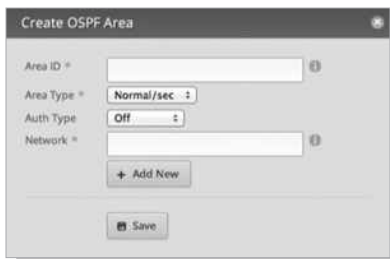 Create OSPF Area
Area ID *
Area Type * Normal/sec
Auth Type Off
Network *
+ Add New
Save